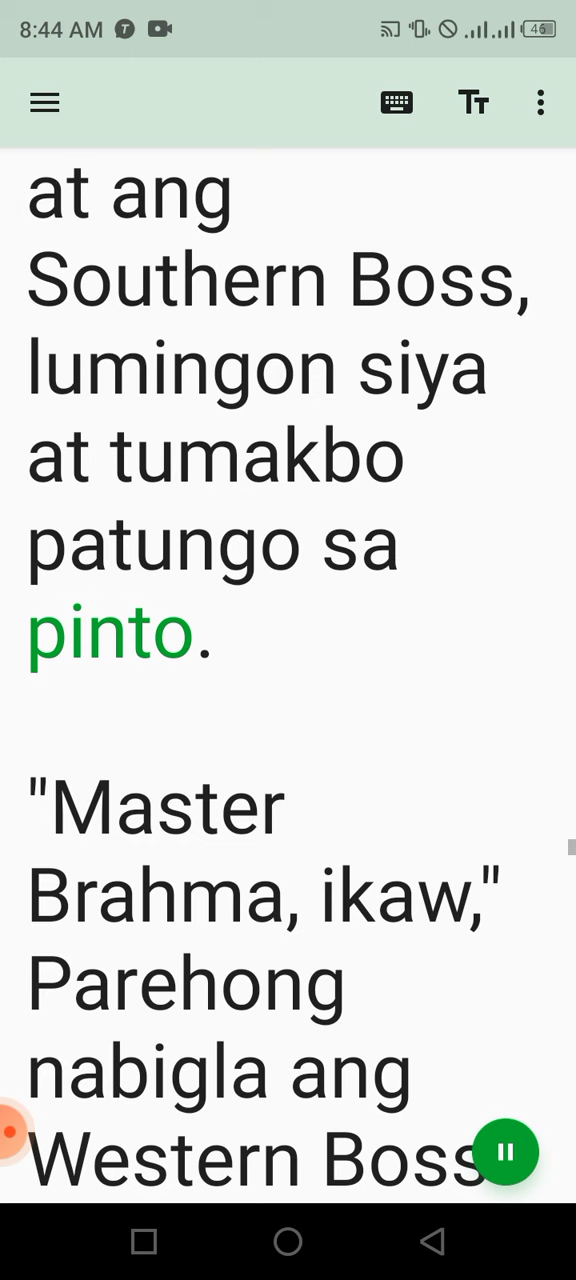 8:44 AM
46
at ang
Southern Boss,
lumingon siya
at tumakbo
patungo sa
pinto.
"Master
Brahma, ikaw,"
Parehong
nabigla ang
Western Boss